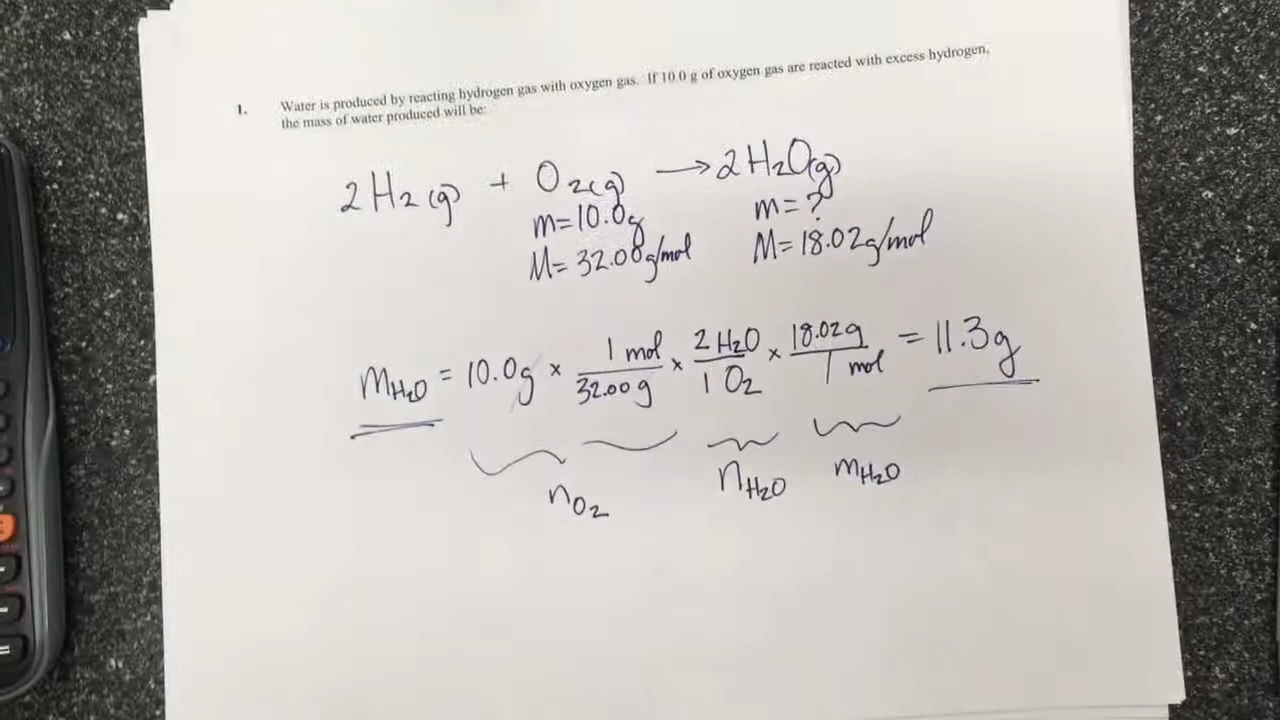 1. Water is produced by reacting hydrogen gas with oxygen gas. If 10.0 g of oxygen gas are reacted with excess hydrogen,
the mass of water produced will be:
2H₂(g) + O₂(g) → 2H₂O(g)
m=10.0g m=?
M=32.00g/mol M=18.02g/mol
mH₂O = 10.0g × 1 mol/32.00g × 2 H₂O/1 O₂ × 18.02g/1 mol = 11.3g
nO₂ nH₂O mH₂O